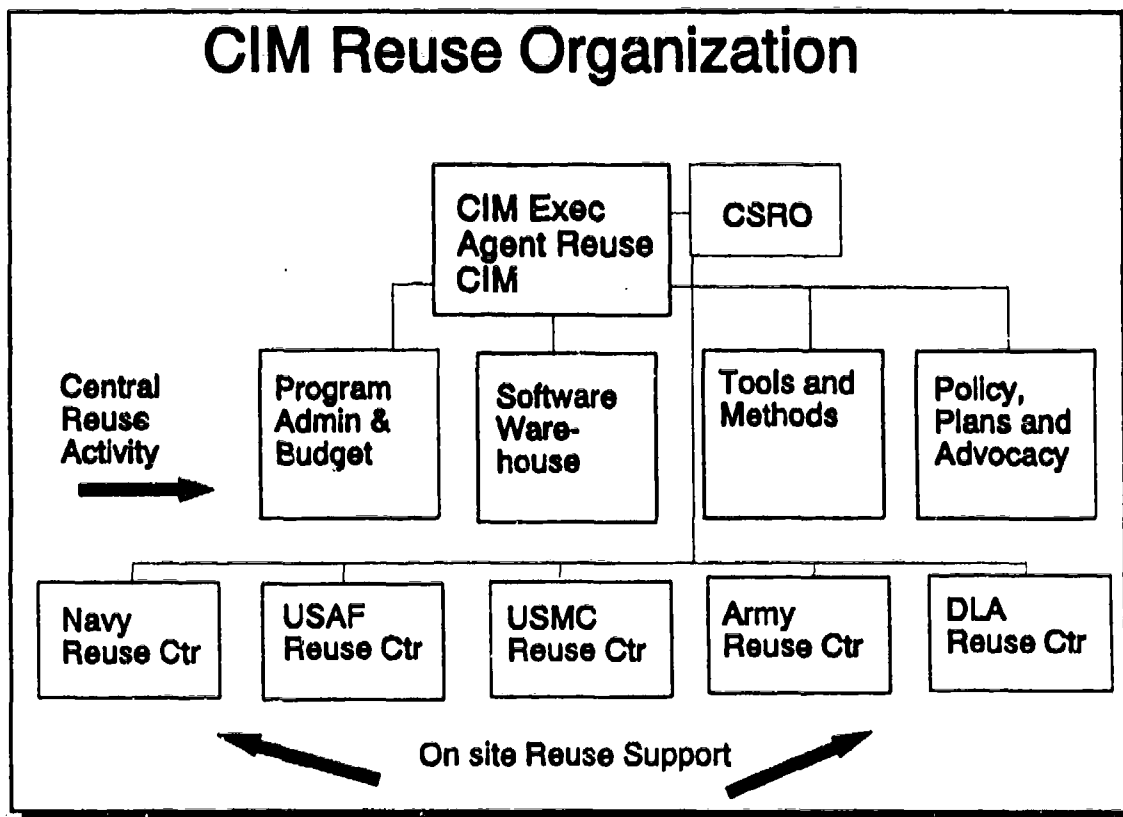 CIM Reuse Organization
CIM Exec
Agent Reuse
CIM
CSRO
Central
Reuse
Activity
Program
Admin &
Budget
Software
Ware-
house
Tools and
Methods
Policy,
Plans and
Advocacy
Navy
Reuse Ctr
USAF
Reuse Ctr
USMC
Reuse Ctr
Army
Reuse Ctr
DLA
Reuse Ctr
On site Reuse Support